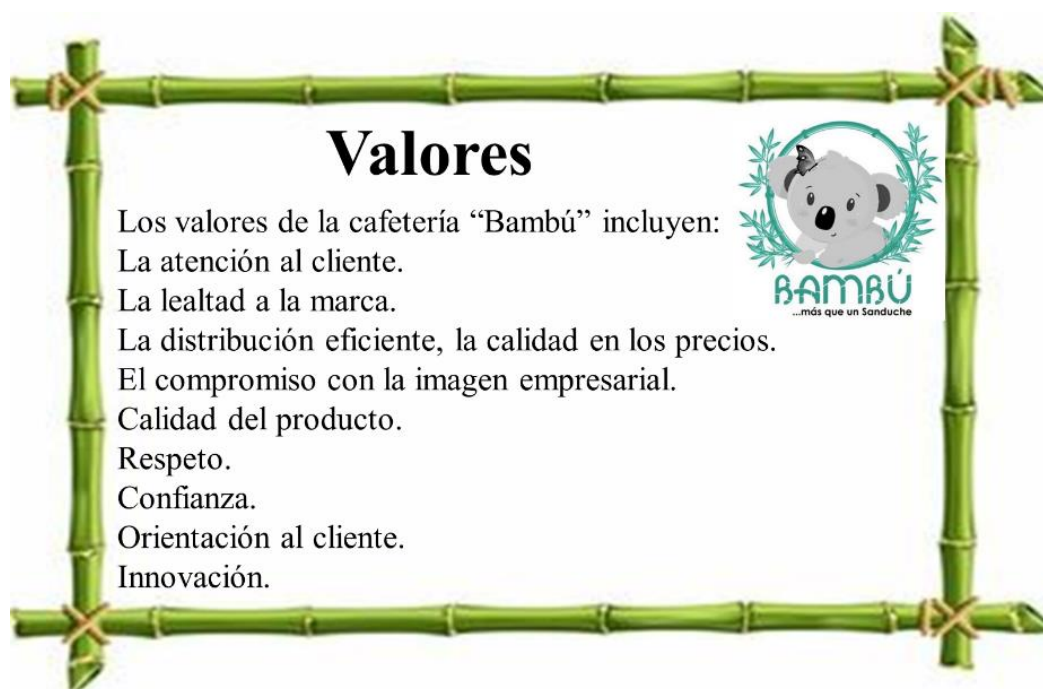 Valores
Los valores de la cafetería “Bambú” incluyen:
La atención al cliente.
La lealtad a la marca.
La distribución eficiente, la calidad en los precios.
El compromiso con la imagen empresarial.
Calidad del producto.
Respeto.
Confianza.
Orientación al cliente.
Innovación.
BAMBÚ
...más que un Sanduche